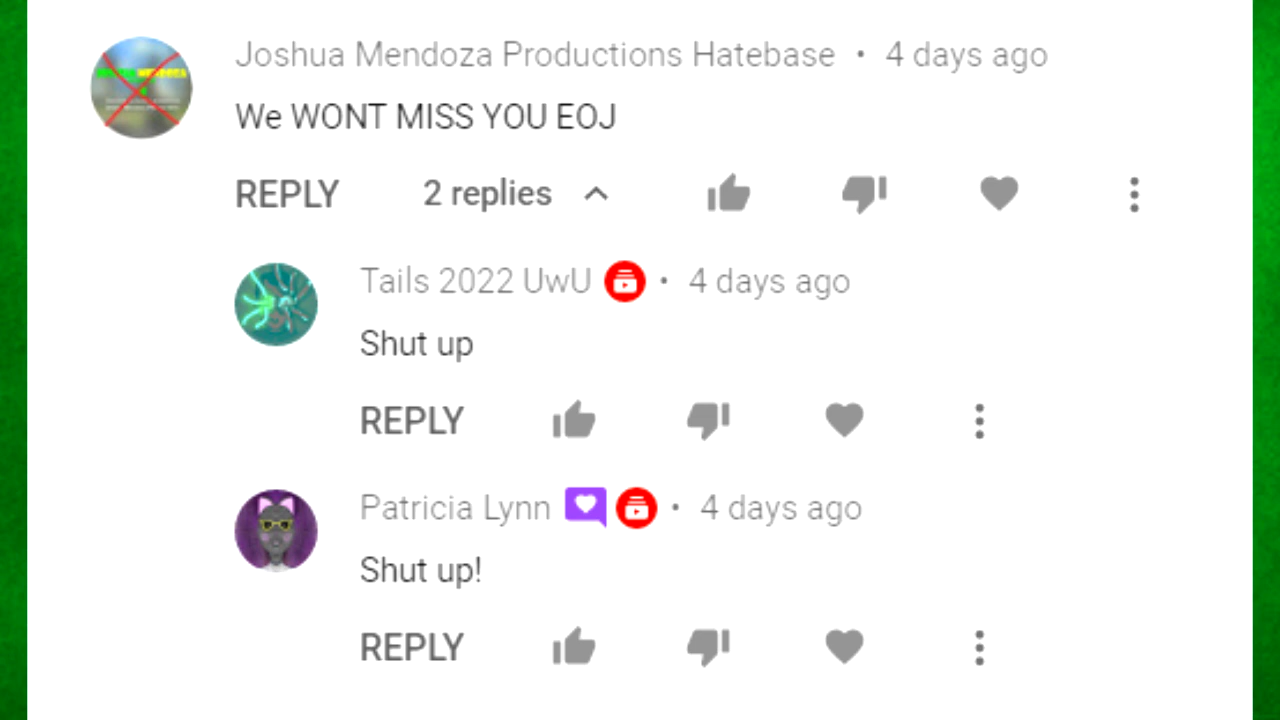 Joshua Mendoza Productions Hatebase • 4 days ago
We WONT MISS YOU EOJ
REPLY 2 replies
Tails 2022 UwU • 4 days ago
Shut up
REPLY
Patricia Lynn • 4 days ago
Shut up!
REPLY